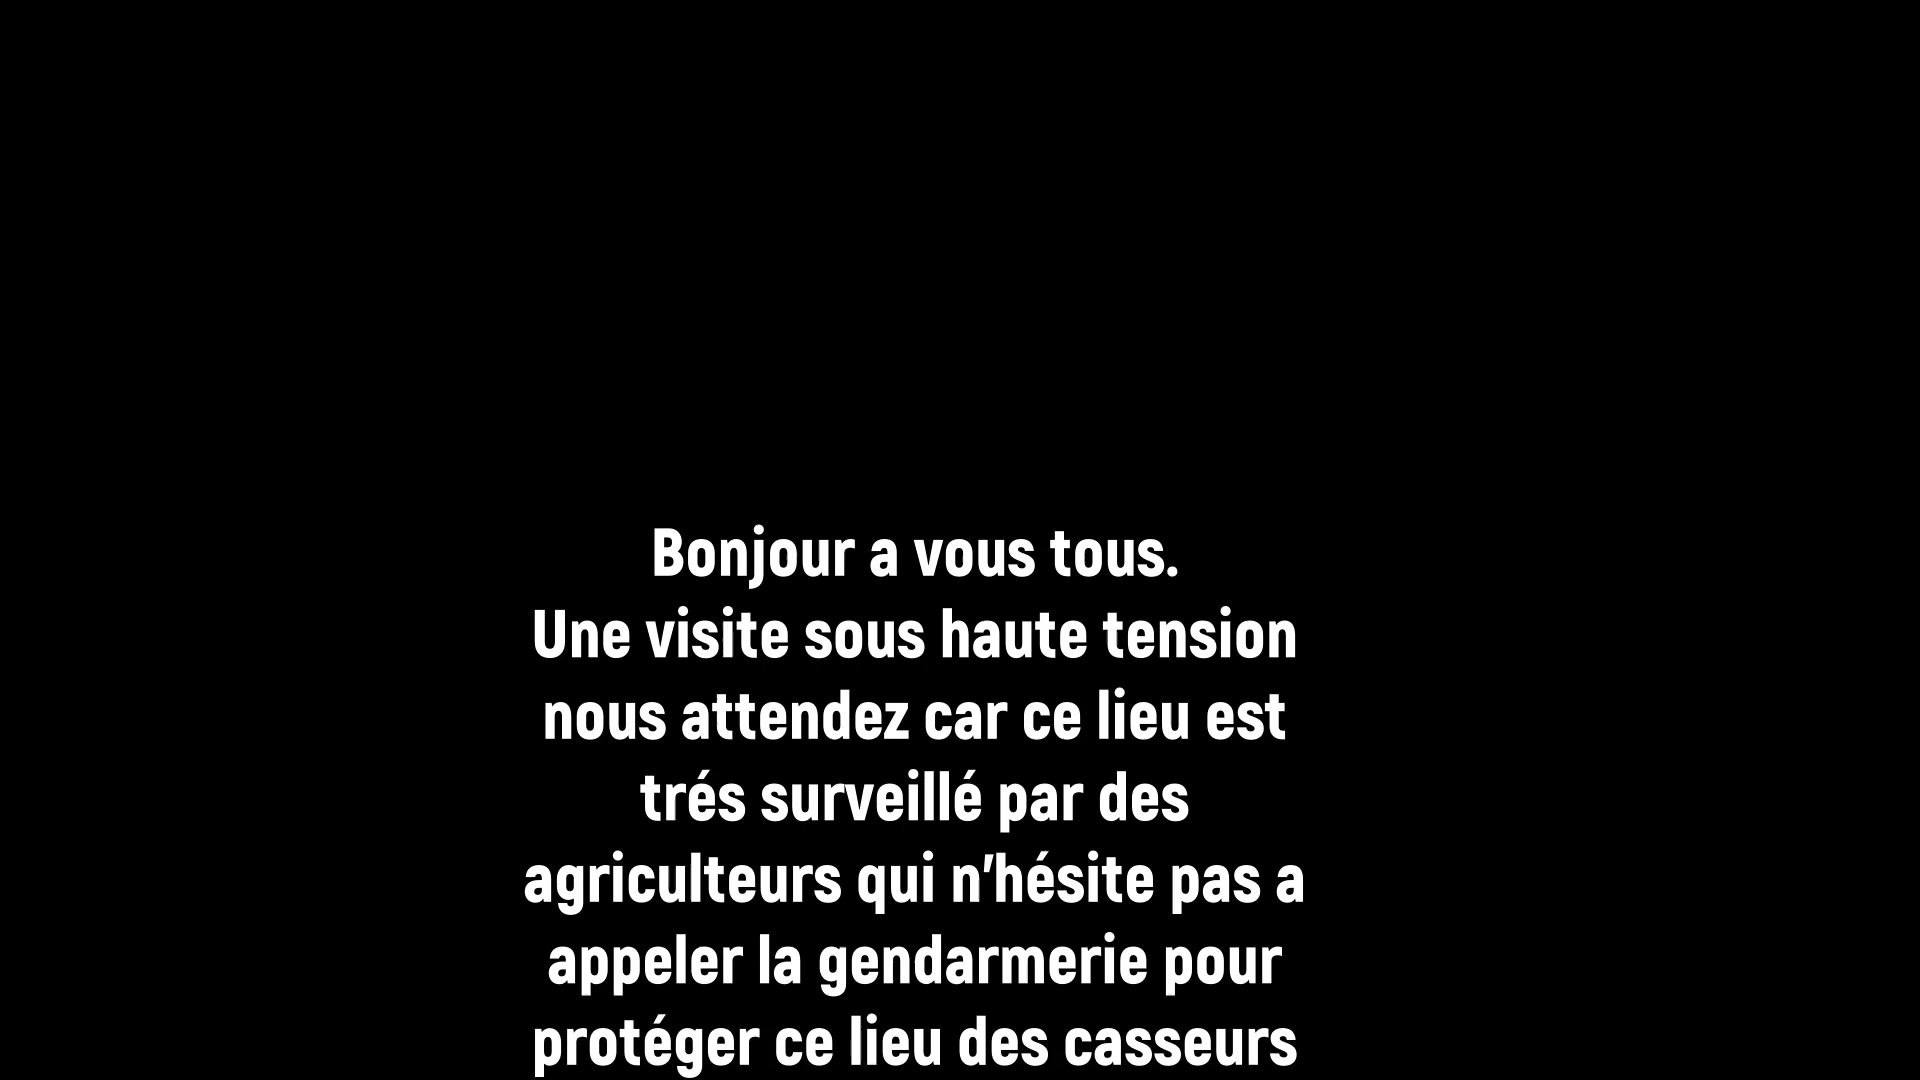 Bonjour a vous tous.
Une visite sous haute tension
nous attendez car ce lieu est
trés surveillé par des
agriculteurs qui n'hésite pas a
appeler la gendarmerie pour
protéger ce lieu des casseurs